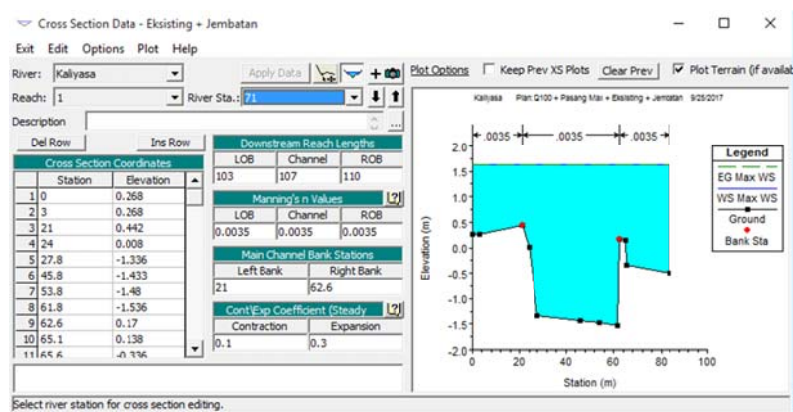 Cross Section Data - Eksisting + Jembatan
Exit Edit Options Plot Help
River: Kaliyasa
Apply Data
Plot Options Keep Prev XS Plots Clear Prev Plot Terrain (if availab
Reach: 1
River Sta.: 71
Description
...
Del Row Ins Row
Cross Section Coordinates
Station Elevation
1 0 0.268
2 3 0.268
3 21 0.442
4 24 0.008
5 27.8 -1.336
6 45.8 -1.433
7 53.8 -1.48
8 61.8 -1.536
9 62.6 0.17
10 65.1 0.138
11 65.6 -0.336
Downstream Reach Lengths
LOB Channel ROB
103 107 110
Manning's n Values
LOB Channel ROB
0.0035 0.0035 0.0035
Main Channel Bank Stations
Left Bank Right Bank
21 62.6
Cont\Exp Coefficient (Steady
Contraction Expansion
0.1 0.3
Kaliyasa Plan: Q100 + Pasang Max + Eksisting + Jembatan 9/25/2017
.0035 .0035 .0035
2.0
1.5
1.0
0.5
0.0
-0.5
-1.0
-1.5
-2.0
Elevation (m)
0 20 40 60 80 100
Station (m)
Legend
EG Max WS
WS Max WS
Ground
Bank Sta
Select river station for cross section editing.